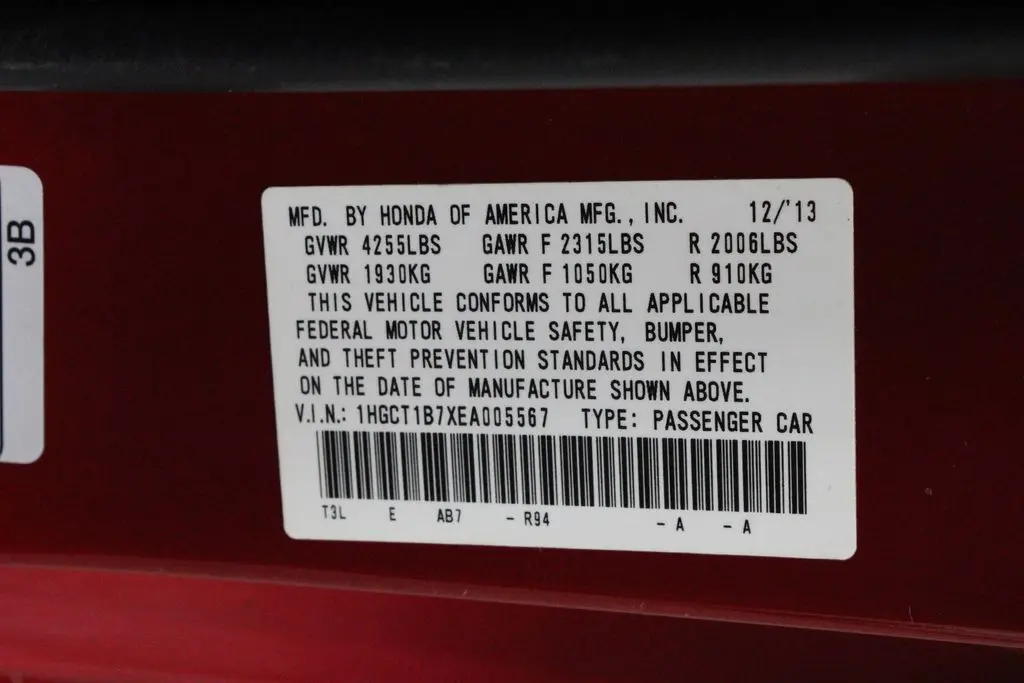 3B
MFD. BY HONDA OF AMERICA MFG., INC. 12/'13
GVWR 4255LBS GAWR F 2315LBS R 2006LBS
GVWR 1930KG GAWR F 1050KG R 910KG
THIS VEHICLE CONFORMS TO ALL APPLICABLE
FEDERAL MOTOR VEHICLE SAFETY, BUMPER,
AND THEFT PREVENTION STANDARDS IN EFFECT
ON THE DATE OF MANUFACTURE SHOWN ABOVE.
V.I.N.: 1HGCT1B7XEA005567 TYPE: PASSENGER CAR
T3L E AB7 - R94 - A - A